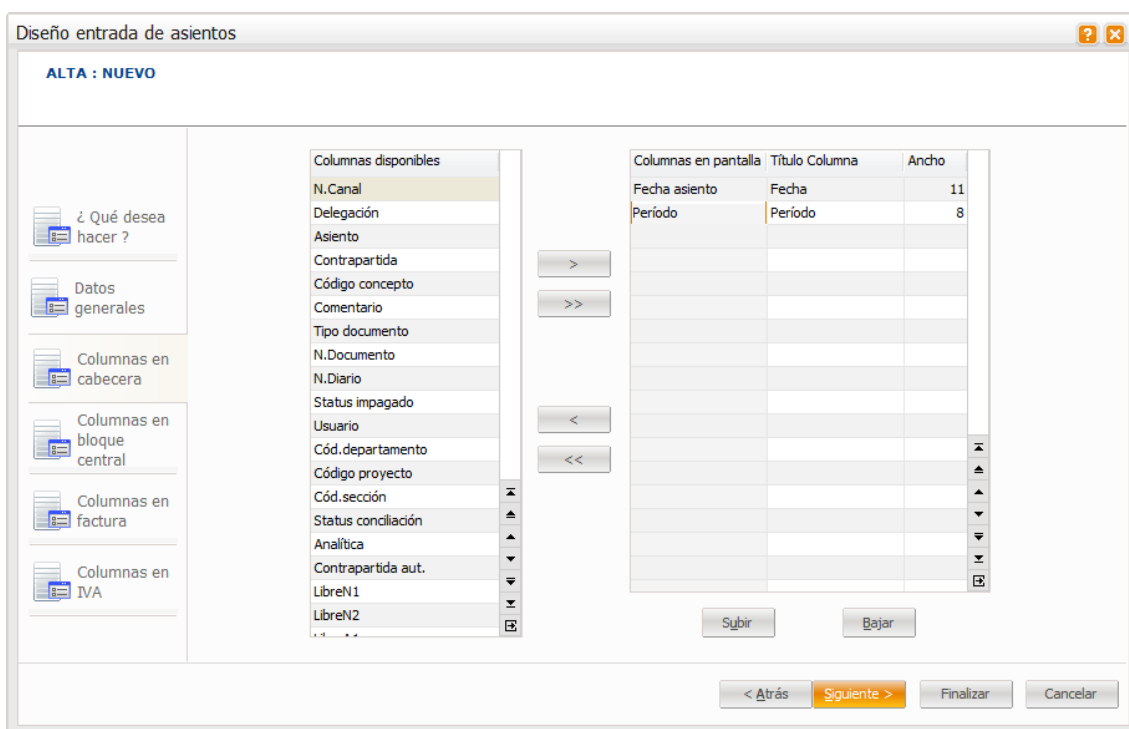 Diseño entrada de asientos
ALTA : NUEVO
¿ Qué desea
hacer ?
Datos
generales
Columnas en
cabecera
Columnas en
bloque
central
Columnas en
factura
Columnas en
IVA
Columnas disponibles
N.Canal
Delegación
Asiento
Contrapartida
Código concepto
Comentario
Tipo documento
N.Documento
N.Diario
Status impagado
Usuario
Cód.departamento
Código proyecto
Cód.sección
Status conciliación
Analítica
Contrapartida aut.
LibreN1
LibreN2
>
>>
<
<<
Columnas en pantalla Título Columna Ancho
Fecha asiento Fecha 11
Período Período 8
Subir Bajar
< Atrás Siguiente > Finalizar Cancelar